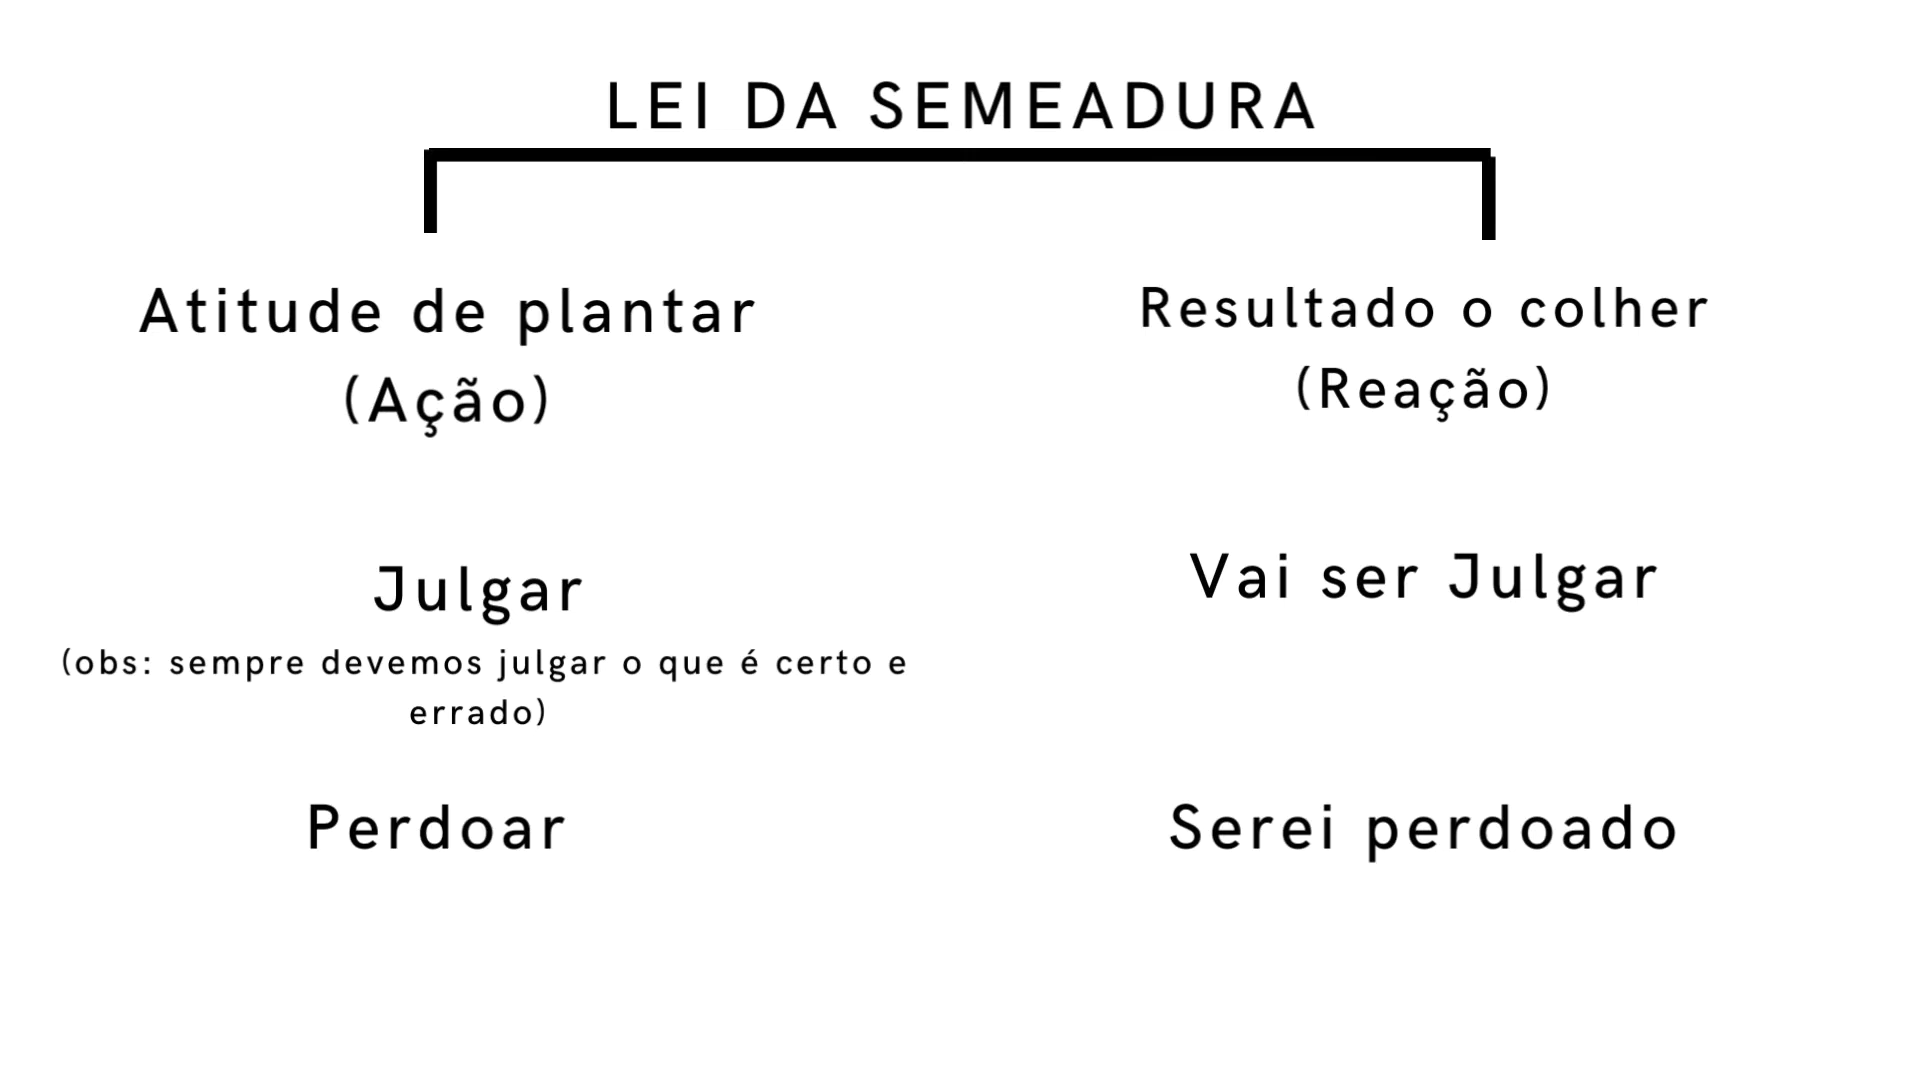 LEI DA SEMEADURA
Atitude de plantar
(Ação)
Resultado o colher
(Reação)
Julgar
(obs: sempre devemos julgar o que é certo e
errado)
Vai ser Julgar
Perdoar
Serei perdoado